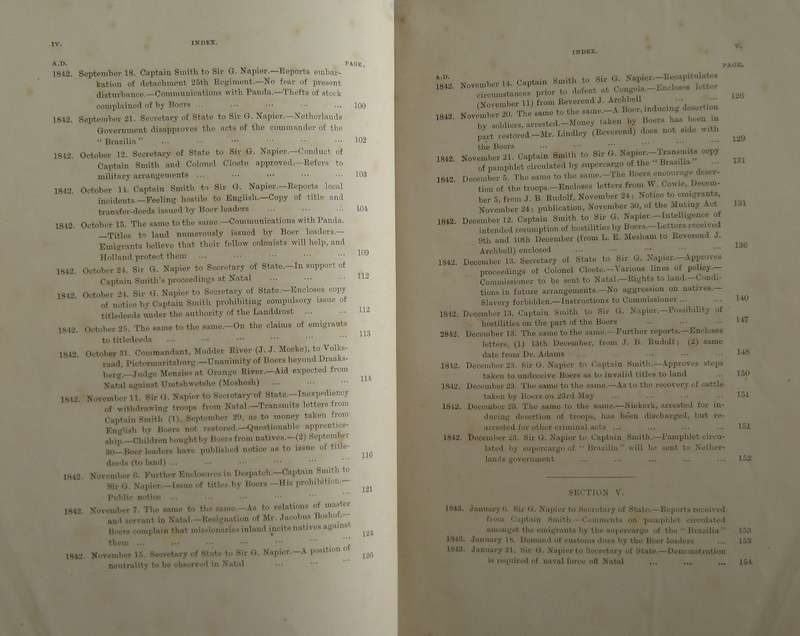 IV. INDEX.
A.D. PAGE.
1842. September 18. Captain Smith to Sir G. Napier.—Reports embar-
kation of detachment 25th Regiment.—No fear of present
disturbance.—Communications with Panda.—Thefts of stock
complained of by Boers ... ... ... ... ... 100
1842. September 21. Secretary of State to Sir G. Napier.—Netherlands
Government disapproves the acts of the commander of the
"Brazilia" ... ... ... ... ... ... 102
1842. October 12. Secretary of State to Sir G. Napier.—Conduct of
Captain Smith and Colonel Cloete approved.—Refers to
military arrangements ... ... ... ... ... 103
1842. October 14. Captain Smith to Sir G. Napier.—Reports local
incidents.—Feeling hostile to English.—Copy of title and
transfer-deeds issued by Boer leaders ... ... ... 104
1842. October 15. The same to the same.—Communications with Panda.
—Titles to land numerously issued by Boer leaders.—
Emigrants believe that their fellow colonists will help, and
Holland protect them ... ... ... ... ... 109
1842. October 24. Sir G. Napier to Secretary of State.—In support of
Captain Smith's proceedings at Natal ... ... ... 112
1842. October 24. Sir G. Napier to Secretary of State.—Encloses copy
of notice by Captain Smith prohibiting compulsory issue of
titledeeds under the authority of the Landdrost ... ... 112
1842. October 25. The same to the same.—On the claims of emigrants
to titledeeds ... ... ... ... ... ... 113
1842. October 31. Commandant, Modder River (J. J. Mocke), to Volks-
raad, Pietermaritzburg.—Unanimity of Boers beyond Draaks-
berg.—Judge Menzies at Orange River.—Aid expected from
Natal against Umtshwetshe (Moshesh) ... ... ... 114
1842. November 11. Sir G. Napier to Secretary of State.—Inexpediency
of withdrawing troops from Natal.—Transmits letters from
Captain Smith (1), September 29, as to money taken from
English by Boers not restored.—Questionable apprentice-
ship.—Children bought by Boers from natives.—(2) September
30—Boer leaders have published notice as to issue of title-
deeds (to land) ... ... ... ... ... ... 116
1842. November 6. Further Enclosures in Despatch.—Captain Smith to
Sir G. Napier.—Issue of titles by Boers—His prohibition.—
Public notice ... ... ... ... ... ... 121
1842. November 7. The same to the same.—As to relations of master
and servant in Natal.—Resignation of Mr. Jacobus Boshof.—
Boers complain that missionaries inland incite natives against
them ... ... ... ... ... ... ... 124
1842. November 15. Secretary of State to Sir G. Napier.—A position of
neutrality to be observed in Natal ... ... ... 126
INDEX. V.
A.D. PAGE.
1842. November 14. Captain Smith to Sir G. Napier.—Recapitulates
circumstances prior to defeat at Congela.—Encloses letter
(November 11) from Reverend J. Archbell ... ... 126
1842. November 20. The same to the same.—A Boer, inducing desertion
by soldiers, arrested.—Money taken by Boers has been in
part restored.—Mr. Lindley (Reverend) does not side with
the Boers ... ... ... ... ... ... 129
1842. November 21. Captain Smith to Sir G. Napier.—Transmits copy
of pamphlet circulated by supercargo of the "Brazilia" ... 131
1842. December 5. The same to the same.—The Boers encourage deser-
tion of the troops.—Encloses letters from W. Cowie, Decem-
ber 5, from J. B. Rudolf, November 24; Notice to emigrants,
November 24; publication, November 30, of the Mutiny Act 131
1842. December 12. Captain Smith to Sir G. Napier.—Intelligence of
intended resumption of hostilities by Boers.—Letters received
9th and 10th December (from L. E. Mesham to Reverend J.
Archbell) enclosed ... ... ... ... 136
1842. December 13. Secretary of State to Sir G. Napier.—Approves
proceedings of Colonel Cloete.—Various lines of policy.—
Commissioner to be sent to Natal.—Rights to land.—Condi-
tions in future arrangements.—No aggression on natives.—
Slavery forbidden.—Instructions to Commissioner ... ... 140
1842. December 13. Captain Smith to Sir G. Napier.—Possibility of
hostilities on the part of the Boers ... ... ... 147
2842. December 13. The same to the same.—Further reports.—Encloses
letters, (1) 13th December, from J. B. Rudolf; (2) same
date from Dr. Adams ... ... ... ... ... 148
1842. December 23. Sir G. Napier to Captain Smith.—Approves steps
taken to undeceive Boers as to invalid titles to land ... 150
1842. December 23. The same to the same.—As to the recovery of cattle
taken by Boers on 23rd May ... ... ... ... 151
1842. December 23. The same to the same.—Niekerk, arrested for in-
ducing desertion of troops, has been discharged, but re-
arrested for other criminal acts ... ... ... ... 151
1842. December 23. Sir G. Napier to Captain Smith.—Pamphlet circu-
lated by supercargo of "Brazilia" will be sent to Nether-
lands government ... ... ... ... ... 152
SECTION V.
1843. January 6. Sir G. Napier to Secretary of State.—Reports received
from Captain Smith—Comments on pamphlet circulated
amongst the emigrants by the supercargo of the "Brazilia" 153
1843. January 18. Demand of customs dues by the Boer leaders ... 153
1843. January 21. Sir G. Napier to Secretary of State.—Demonstration
is required of naval force off Natal ... ... ... 154